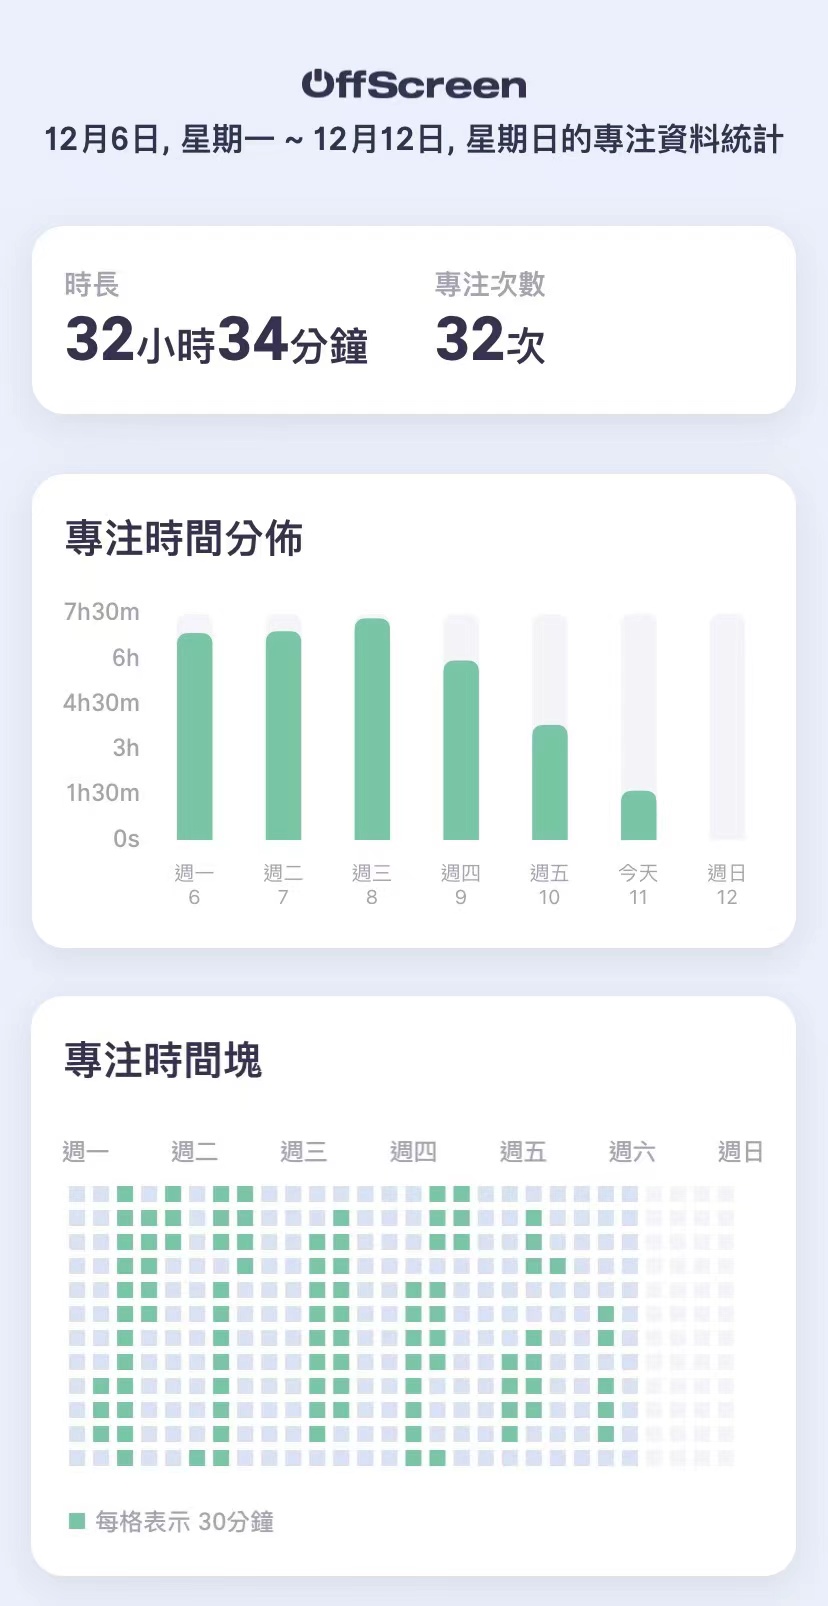 OffScreen
12月6日, 星期一 ~ 12月12日, 星期日的專注資料統計
時長
專注次數
32小時34分鐘
32次
專注時間分佈
7h30m
6h
4h30m
3h
1h30m
0s
週一 週二 週三 週四 週五 今天 週日
6 7 8 9 10 11 12
專注時間塊
週一 週二 週三 週四 週五 週六 週日
每格表示 30分鐘